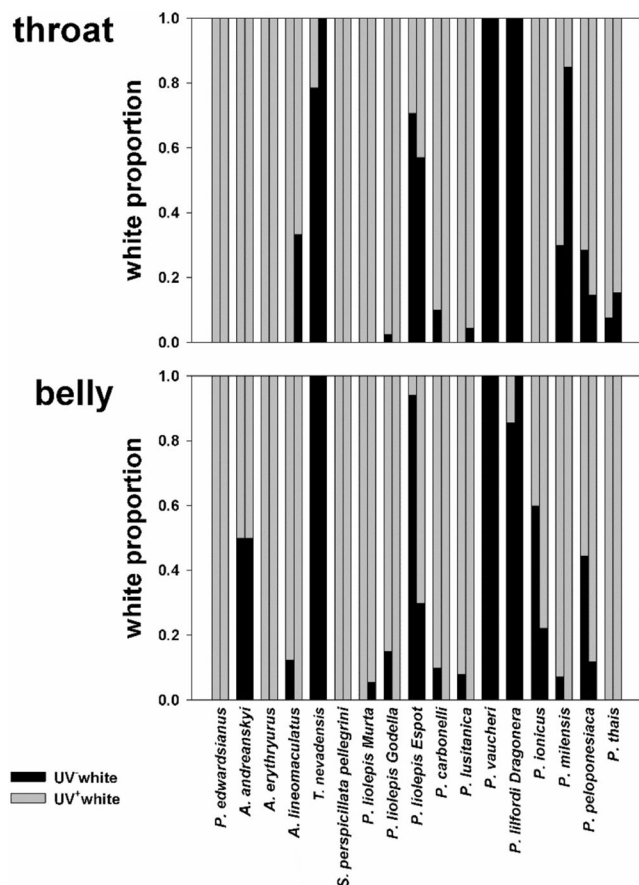 throat
white proportion
1.0
0.8
0.6
0.4
0.2
0.0
belly
white proportion
1.0
0.8
0.6
0.4
0.2
0.0
P. edwardsianus
A. andreanskyi
A. erythryurus
A. lineomaculatus
T. nevadensis
S. perspicillata pellegrini
P. liolepis Murta
P. liolepis Godella
P. liolepis Espot
P. carbonelli
P. lusitanica
P. vaucheri
P. lilfordi Dragonera
P. ionicus
P. milensis
P. peloponesiaca
P. thais
UV⁻white
UV⁺white